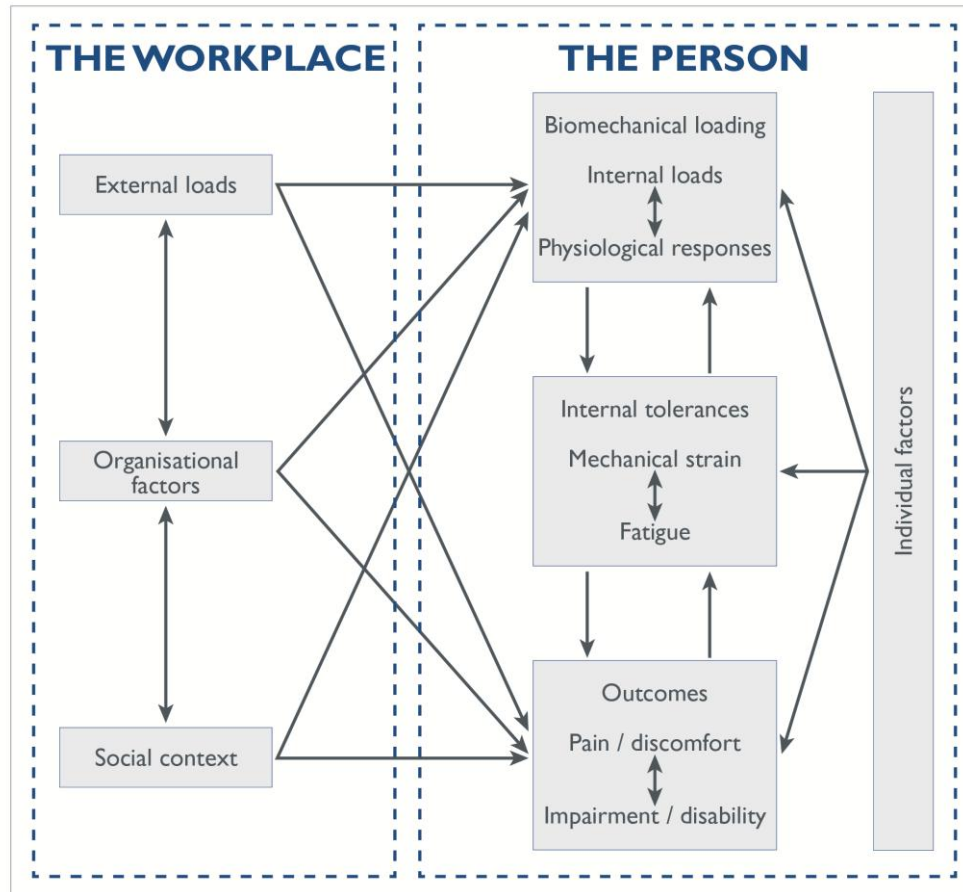 THE WORKPLACE
External loads
Organisational
factors
Social context
THE PERSON
Biomechanical loading
Internal loads
Physiological responses
Internal tolerances
Mechanical strain
Fatigue
Outcomes
Pain / discomfort
Impairment / disability
Individual factors